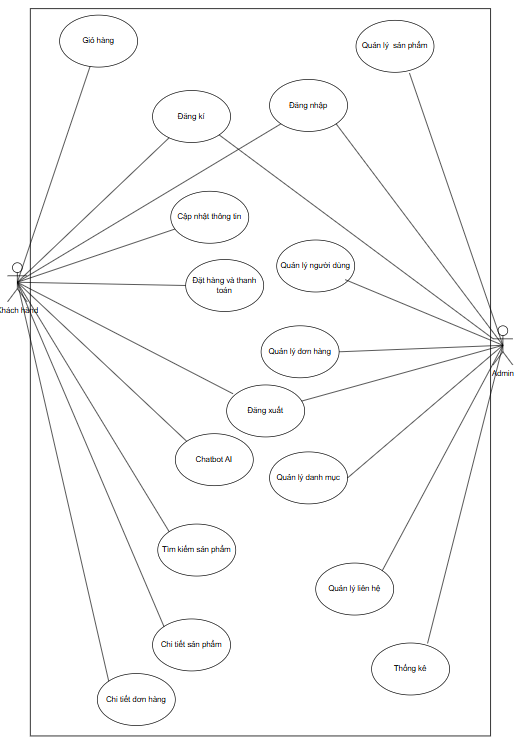 Giỏ hàng
Quản lý sản phẩm
Đăng kí
Đăng nhập
Cập nhật thông tin
Quản lý người dùng
Đặt hàng và thanh
toán
Khách hành
Quản lý đơn hàng
Admin
Đăng xuất
Chatbot AI
Quản lý danh mục
Tìm kiếm sản phẩm
Quản lý liên hệ
Chi tiết sản phẩm
Thống kê
Chi tiết đơn hàng